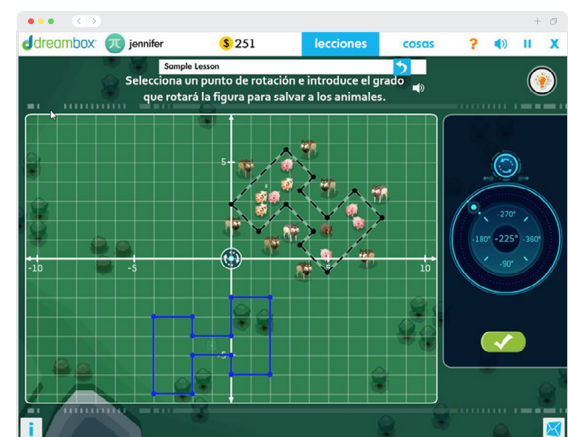 dreambox
π
jennifer
$ 251
lecciones
cosas
?
X
Sample Lesson
Selecciona un punto de rotación e introduce el grado
que rotará la figura para salvar a los animales.
5
-10
-5
5
10
-5
-270°
-180°
-225°
-360°
-90°
i